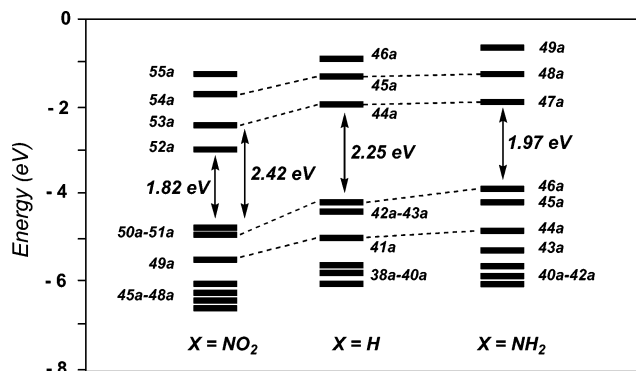 0
- 2
- 4
- 6
- 8
Energy (eV)
55a
54a
53a
52a
1.82 eV
2.42 eV
50a-51a
49a
45a-48a
X = NO2
46a
45a
44a
2.25 eV
42a-43a
41a
38a-40a
X = H
49a
48a
47a
1.97 eV
46a
45a
44a
43a
40a-42a
X = NH2